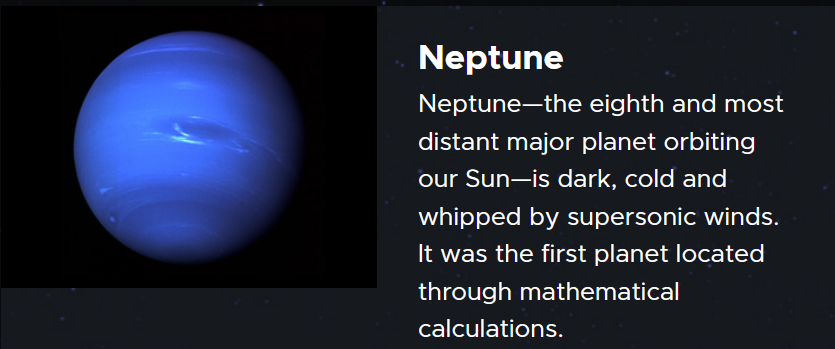 Neptune
Neptune—the eighth and most
distant major planet orbiting
our Sun—is dark, cold and
whipped by supersonic winds.
It was the first planet located
through mathematical
calculations.